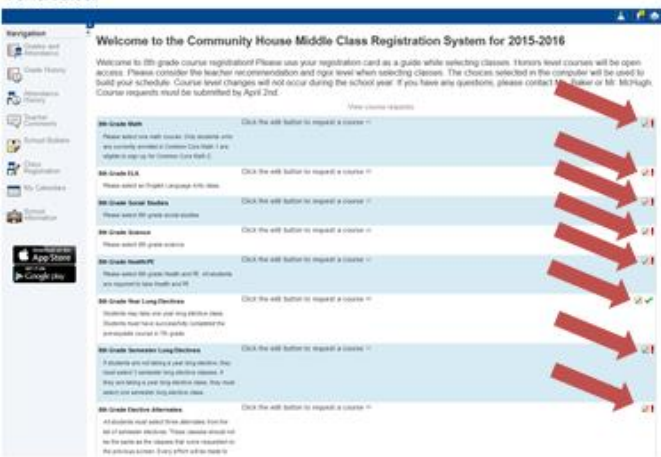 Navigation
Grades and
Attendance
Grade History
Attendance
History
Teacher
Comments
School Bulletin
Class
Registration
My Calendars
School
Information
App Store
Google play
Welcome to the Community House Middle Class Registration System for 2015-2016
Welcome to 8th grade course registration! Please use your registration card as a guide while selecting classes. Honors level courses will be open
access. Please consider the teacher recommendation and rigor level when selecting classes. The choices selected in the computer will be used to
build your schedule. Course level changes will not occur during the school year. If you have any questions, please contact Baker or Mr. McHugh.
Course requests must be submitted by April 2nd.
View course requests
8th Grade Math
Click the edit button to request a course
Please select one math course. Only students who
are currently enrolled in Common Core Math 1 are
eligible to sign up for Common Core Math 2.
8th Grade ELA
Click the edit button to request a course
Please select an English Language Arts class.
8th Grade Social Studies
Click the edit button to request a course
Please select 8th grade social studies
8th Grade Science
Click the edit button to request a course
Please select 8th grade science.
8th Grade Health/PE
Click the edit button to request a course
Please select 8th grade Health and PE. All students
are required to take Health and PE.
8th Grade Year Long Electives
Click the edit button to request a course
Students may take one year long elective class.
Students must have successfully completed the
prerequisite course in 7th grade.
8th Grade Semester Long Electives
Click the edit button to request a course
If students are not taking a year long elective, they
must select semester long elective classes. If
they are taking a year long elective class, they must
select one semester long elective class.
8th Grade Elective Alternates
Click the edit button to request a course
All students must select three alternates from the
list of semester electives. These classes should not
be the same as the classes that were requested on
the previous screen. Every effort will be made to